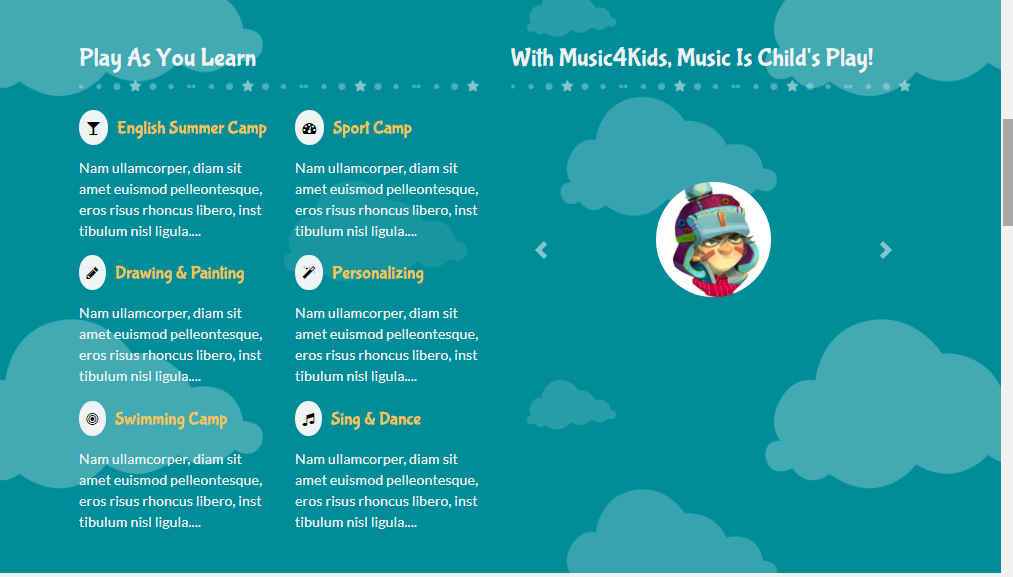 Play As You Learn
English Summer Camp
Nam ullamcorper, diam sit
amet euismod pelleontesque,
eros risus rhoncus libero, inst
tibulum nisl ligula....
Sport Camp
Nam ullamcorper, diam sit
amet euismod pelleontesque,
eros risus rhoncus libero, inst
tibulum nisl ligula....
Drawing & Painting
Nam ullamcorper, diam sit
amet euismod pelleontesque,
eros risus rhoncus libero, inst
tibulum nisl ligula....
Personalizing
Nam ullamcorper, diam sit
amet euismod pelleontesque,
eros risus rhoncus libero, inst
tibulum nisl ligula....
Swimming Camp
Nam ullamcorper, diam sit
amet euismod pelleontesque,
eros risus rhoncus libero, inst
tibulum nisl ligula....
Sing & Dance
Nam ullamcorper, diam sit
amet euismod pelleontesque,
eros risus rhoncus libero, inst
tibulum nisl ligula....
With Music4Kids, Music Is Child's Play!